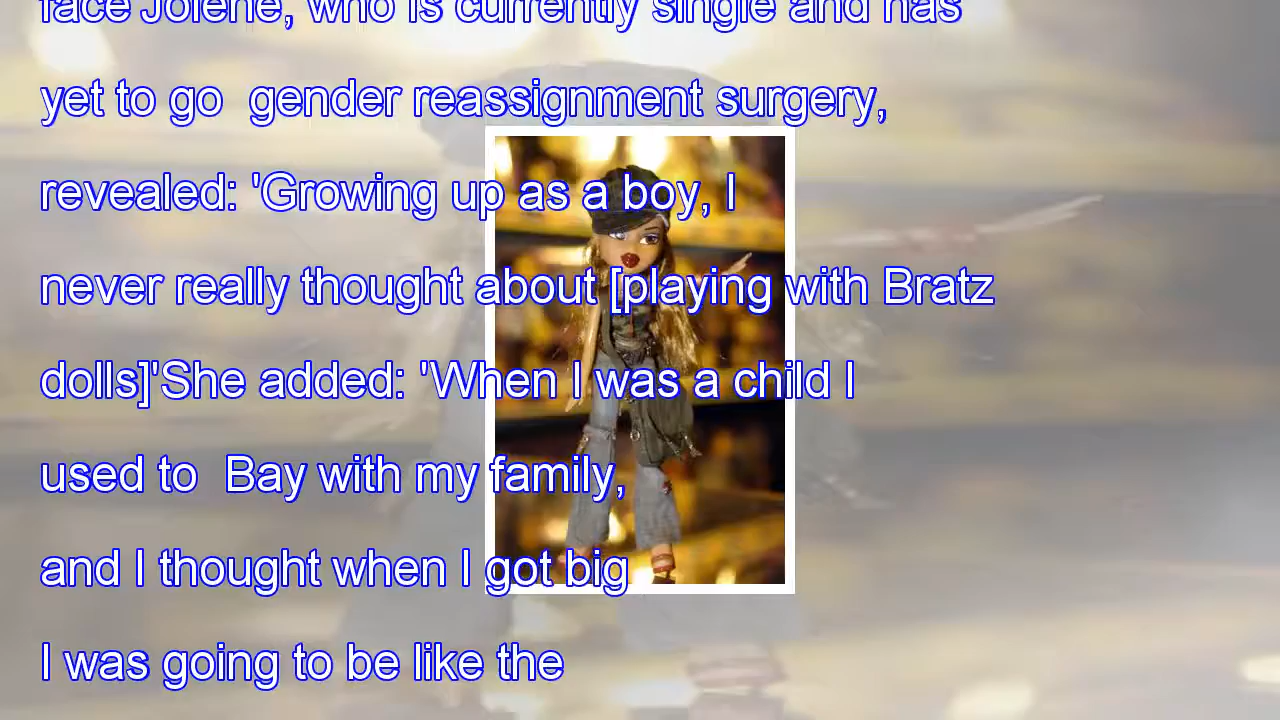 face Jolene, who is currently single and has
yet to go  gender reassignment surgery,
revealed: 'Growing up as a boy, I
never really thought about [playing with Bratz
dolls]'She added: 'When I was a child I
used to  Bay with my family,
and I thought when I got big
I was going to be like the